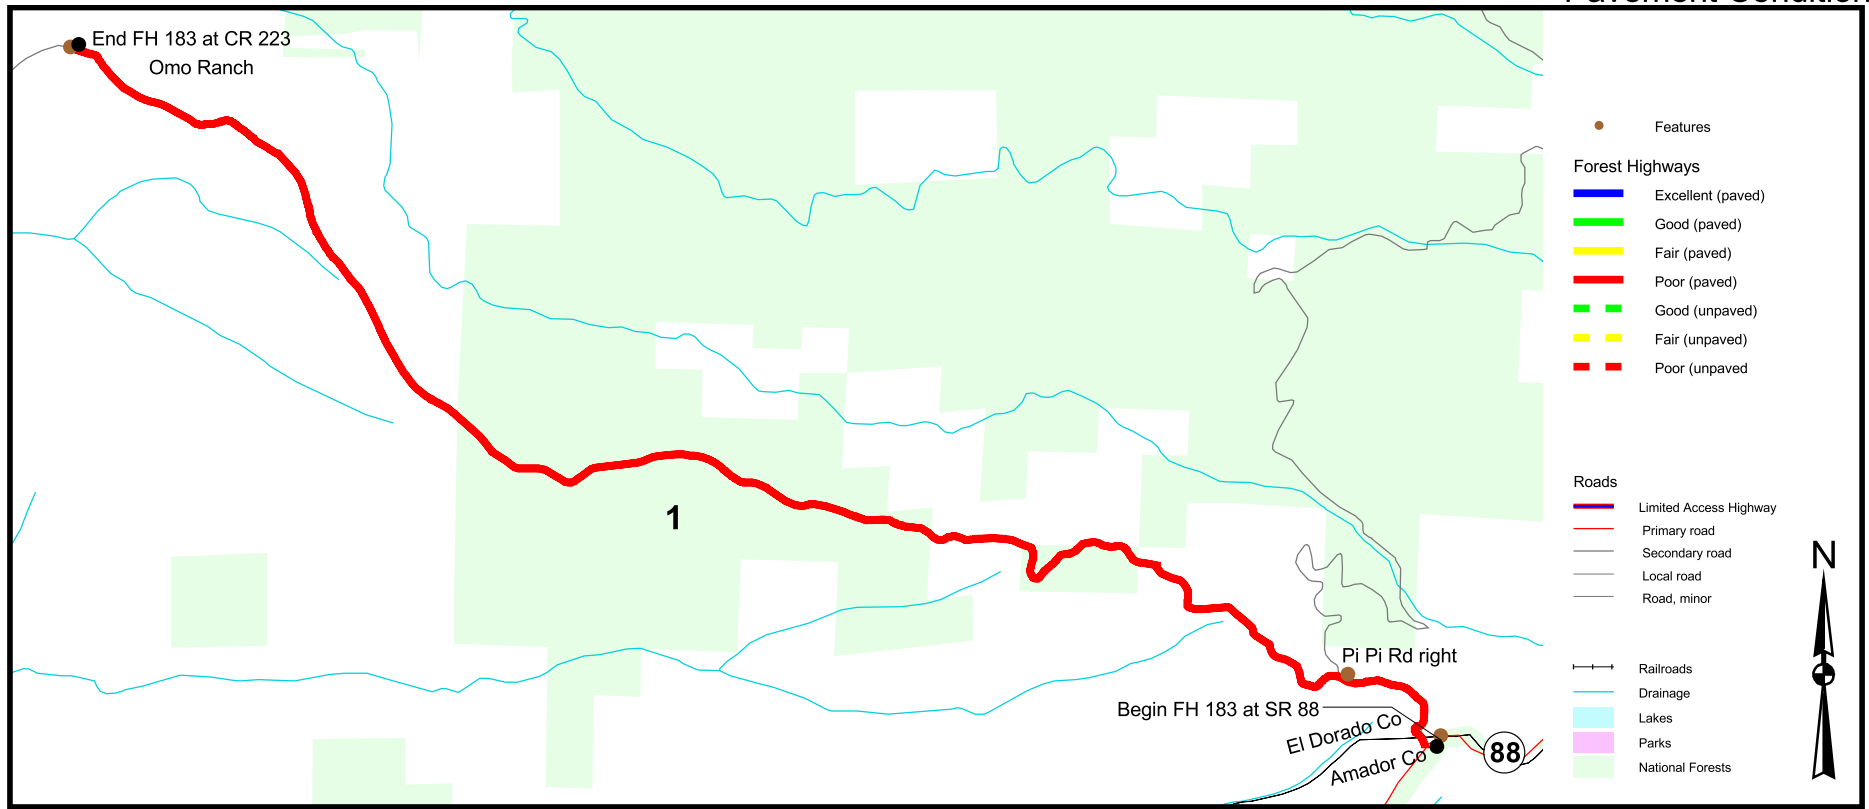 Pavement Condition
End FH 183 at CR 223
Omo Ranch
1
Pi Pi Rd right
Begin FH 183 at SR 88
El Dorado Co
Amador Co
88
Features
Forest Highways
Excellent (paved)
Good (paved)
Fair (paved)
Poor (paved)
Good (unpaved)
Fair (unpaved)
Poor (unpaved
Roads
Limited Access Highway
Primary road
Secondary road
Local road
Road, minor
Railroads
Drainage
Lakes
Parks
National Forests
N